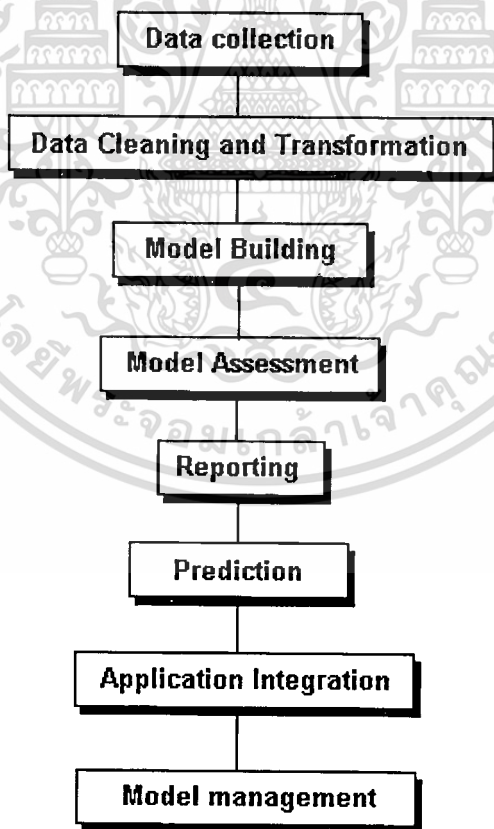 Data collection
Data Cleaning and Transformation
Model Building
Model Assessment
Reporting
Prediction
Application Integration
Model management